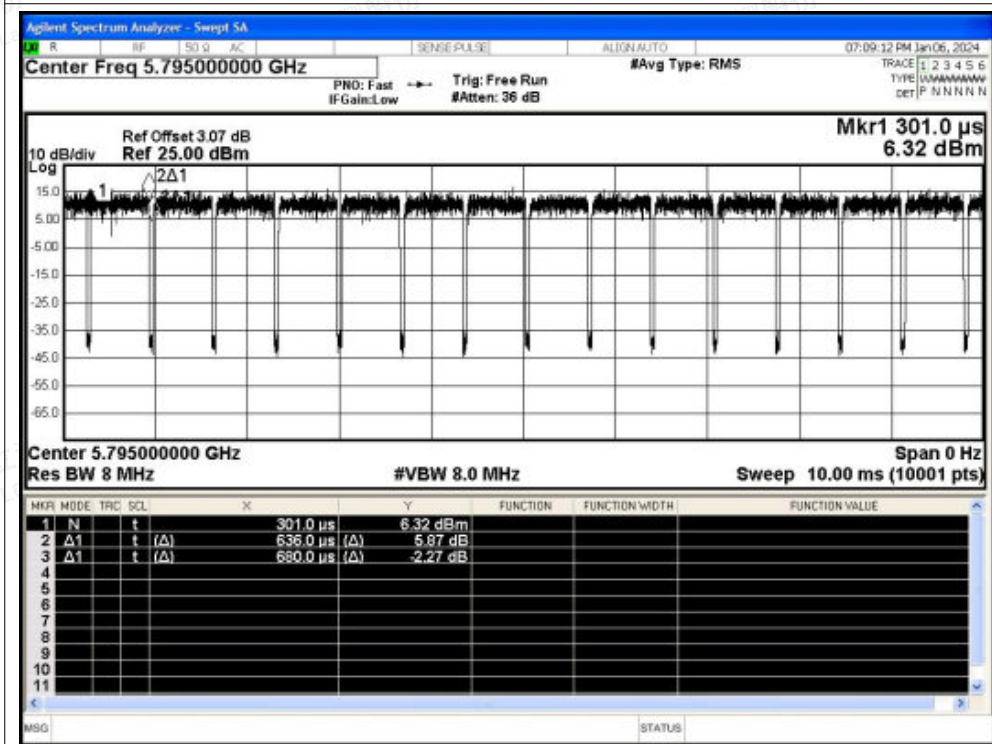 Agilent Spectrum Analyzer - Swept SA
R RF 50 Ω AC SENSE:PULSE ALIGN AUTO 07:09:12 PM Jan 06, 2024
Center Freq 5.795000000 GHz #Avg Type: RMS TRACE 1 2 3 4 5 6
PNO: Fast Trig: Free Run TYPE
IFGain:Low #Atten: 36 dB DET P N N N N N
Mkr1 301.0 µs
Ref Offset 3.07 dB
10 dB/div Ref 25.00 dBm 6.32 dBm
Log
2Δ1
15.0
1
5.00
-5.00
-15.0
-25.0
-35.0
-45.0
-55.0
-65.0
Center 5.795000000 GHz Span 0 Hz
Res BW 8 MHz #VBW 8.0 MHz Sweep 10.00 ms (10001 pts)
MKR MODE TRC SCL X Y FUNCTION FUNCTION WIDTH FUNCTION VALUE
1 N t 301.0 µs 6.32 dBm
2 Δ1 t (Δ) 636.0 µs (Δ) 5.87 dB
3 Δ1 t (Δ) 680.0 µs (Δ) -2.27 dB
4
5
6
7
8
9
10
11
MSG STATUS